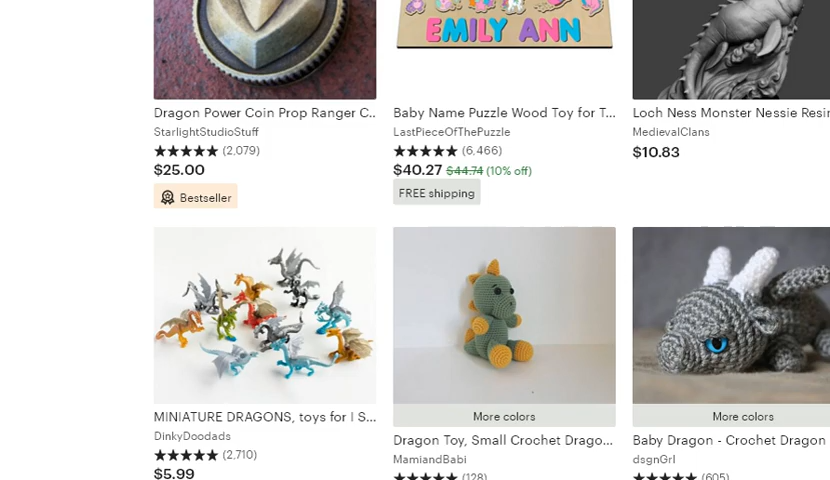 EMILY ANN
Dragon Power Coin Prop Ranger C...
StarlightStudioStuff
★★★★★ (2,079)
$25.00
Bestseller
Baby Name Puzzle Wood Toy for T...
LastPieceOfThePuzzle
★★★★★ (6,466)
$40.27 $44.74 (10% off)
FREE shipping
Loch Ness Monster Nessie Resi
MedievalClans
$10.83
MINIATURE DRAGONS, toys for I S...
DinkyDoodads
★★★★★ (2,710)
$5.99
More colors
Dragon Toy, Small Crochet Drago...
MamiandBabi
★★★★★ (128)
More colors
Baby Dragon - Crochet Dragon
dsgnGrl
★★★★★ (605)